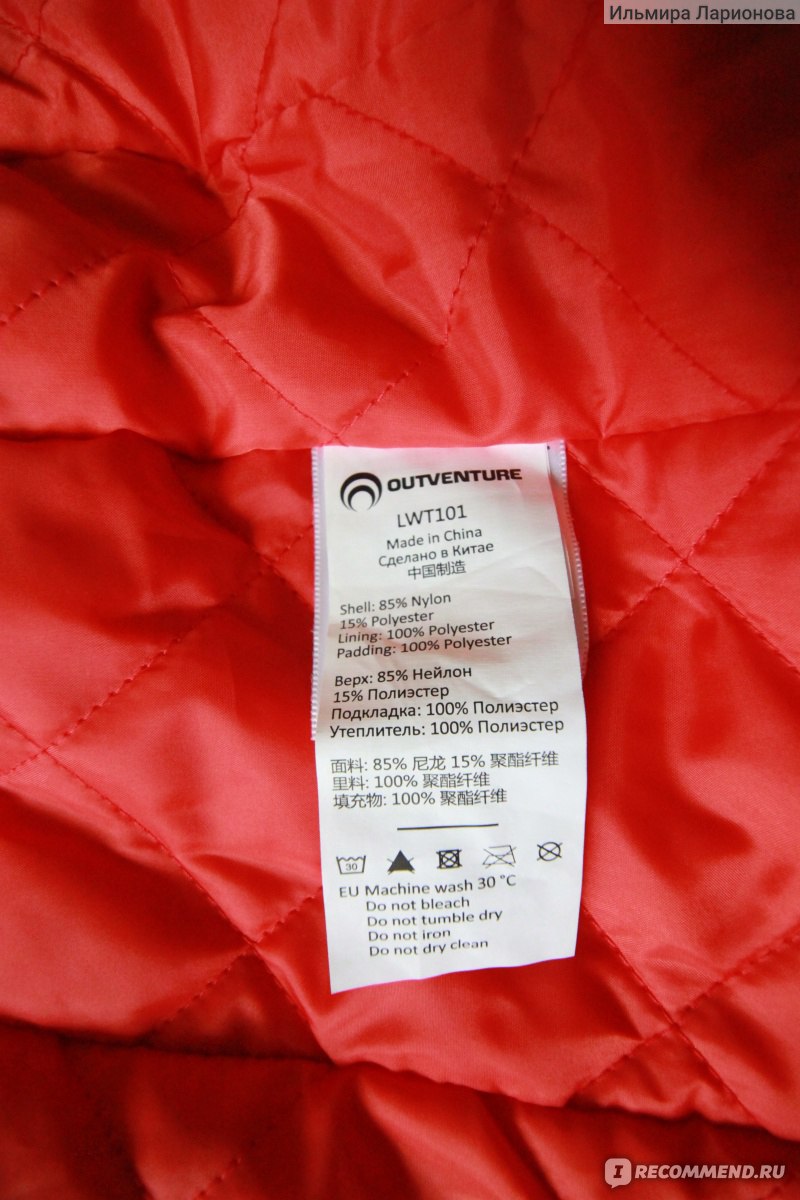 Ильмира Ларионова
OUTVENTURE
LWT101
Made in China
Сделано в Китае
中国制造
Shell: 85% Nylon
15% Polyester
Lining: 100% Polyester
Padding: 100% Polyester
Верх: 85% Нейлон
15% Полиэстер
Подкладка: 100% Полиэстер
Утеплитель: 100% Полиэстер
面料: 85% 尼龙 15% 聚酯纤维
里料: 100% 聚酯纤维
填充物: 100% 聚酯纤维
30
EU Machine wash 30 °C
Do not bleach
Do not tumble dry
Do not iron
Do not dry clean
IRECOMMEND.RU